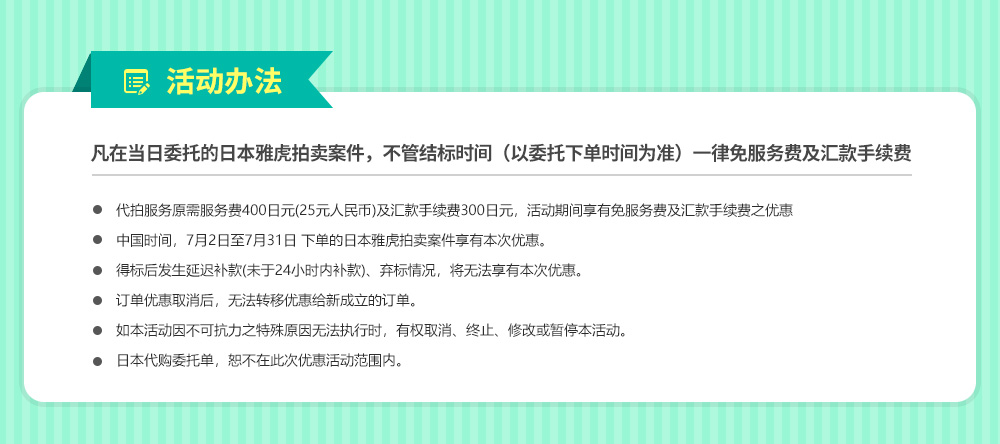 活动办法
凡在当日委托的日本雅虎拍卖案件，不管结标时间（以委托下单时间为准）一律免服务费及汇款手续费
代拍服务原需服务费400日元(25元人民币)及汇款手续费300日元，活动期间享有免服务费及汇款手续费之优惠
中国时间，7月2日至7月31日 下单的日本雅虎拍卖案件享有本次优惠。
得标后发生延迟补款(未于24小时内补款)、弃标情况，将无法享有本次优惠。
订单优惠取消后，无法转移优惠给新成立的订单。
如本活动因不可抗力之特殊原因无法执行时，有权取消、终止、修改或暂停本活动。
日本代购委托单，恕不在此次优惠活动范围内。